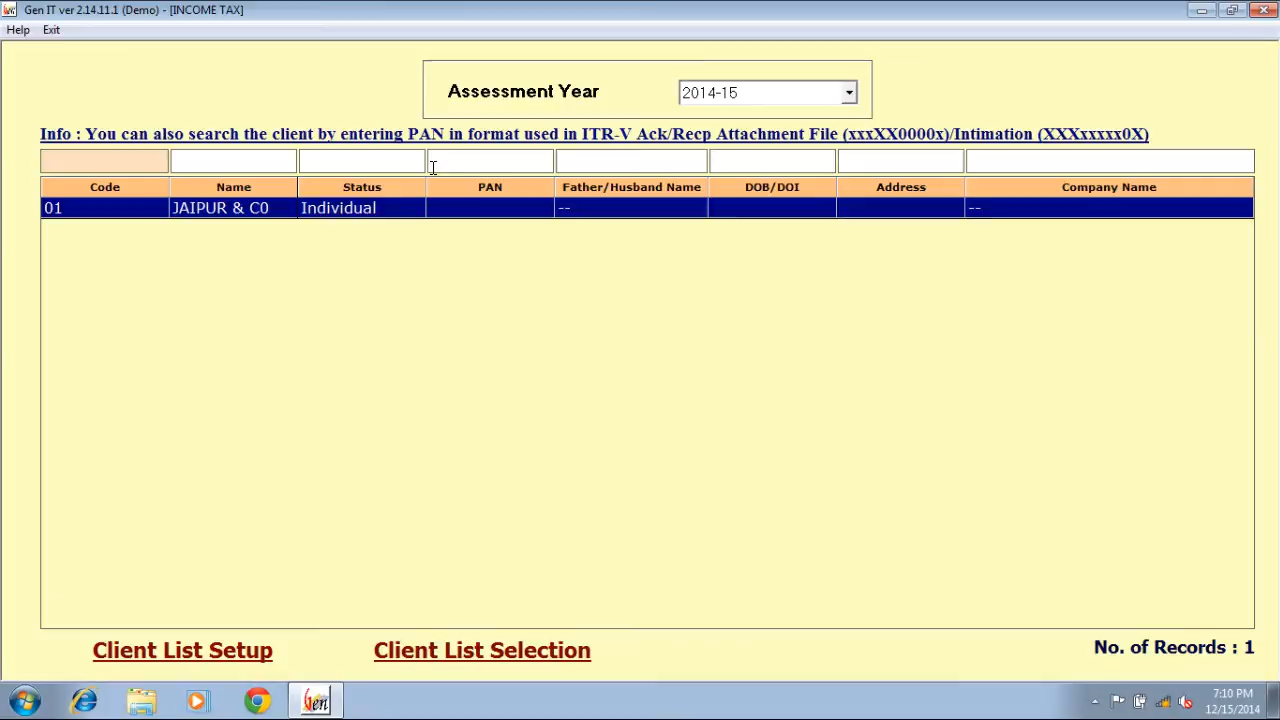 Gen IT ver 2.14.11.1 (Demo) - [INCOME TAX]
Help Exit
Assessment Year 2014-15
Info : You can also search the client by entering PAN in format used in ITR-V Ack/Recp Attachment File (xxxXX0000x)/Intimation (XXXxxxxx0X)
Code Name Status PAN Father/Husband Name DOB/DOI Address Company Name
01 JAIPUR & C0 Individual -- --
Client List Setup Client List Selection No. of Records : 1
Gen 7:10 PM
12/15/2014